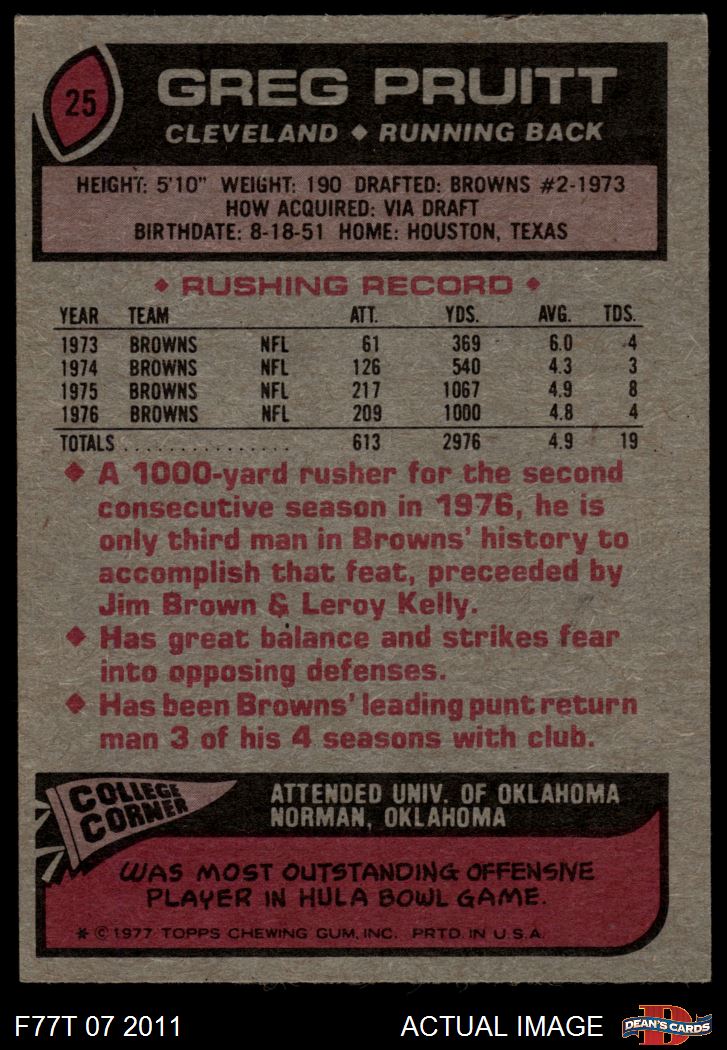 25
GREG PRUITT
CLEVELAND ◆ RUNNING BACK
HEIGHT: 5'10" WEIGHT: 190 DRAFTED: BROWNS #2-1973
HOW ACQUIRED: VIA DRAFT
BIRTHDATE: 8-18-51 HOME: HOUSTON, TEXAS
◆ RUSHING RECORD ◆
YEAR TEAM ATT. YDS. AVG. TDS.
1973 BROWNS NFL 61 369 6.0 4
1974 BROWNS NFL 126 540 4.3 3
1975 BROWNS NFL 217 1067 4.9 8
1976 BROWNS NFL 209 1000 4.8 4
TOTALS . . . . . . . . . . . . . . . 613 2976 4.9 19
◆ A 1000-yard rusher for the second
consecutive season in 1976, he is
only third man in Browns' history to
accomplish that feat, preceeded by
Jim Brown & Leroy Kelly.
◆ Has great balance and strikes fear
into opposing defenses.
◆ Has been Browns' leading punt return
man 3 of his 4 seasons with club.
COLLEGE
CORNER
ATTENDED UNIV. OF OKLAHOMA
NORMAN, OKLAHOMA
WAS MOST OUTSTANDING OFFENSIVE
PLAYER IN HULA BOWL GAME.
* © 1977 TOPPS CHEWING GUM, INC. PRTD. IN U.S.A.
F77T 07 2011
ACTUAL IMAGE
D
DEAN'S CARDS